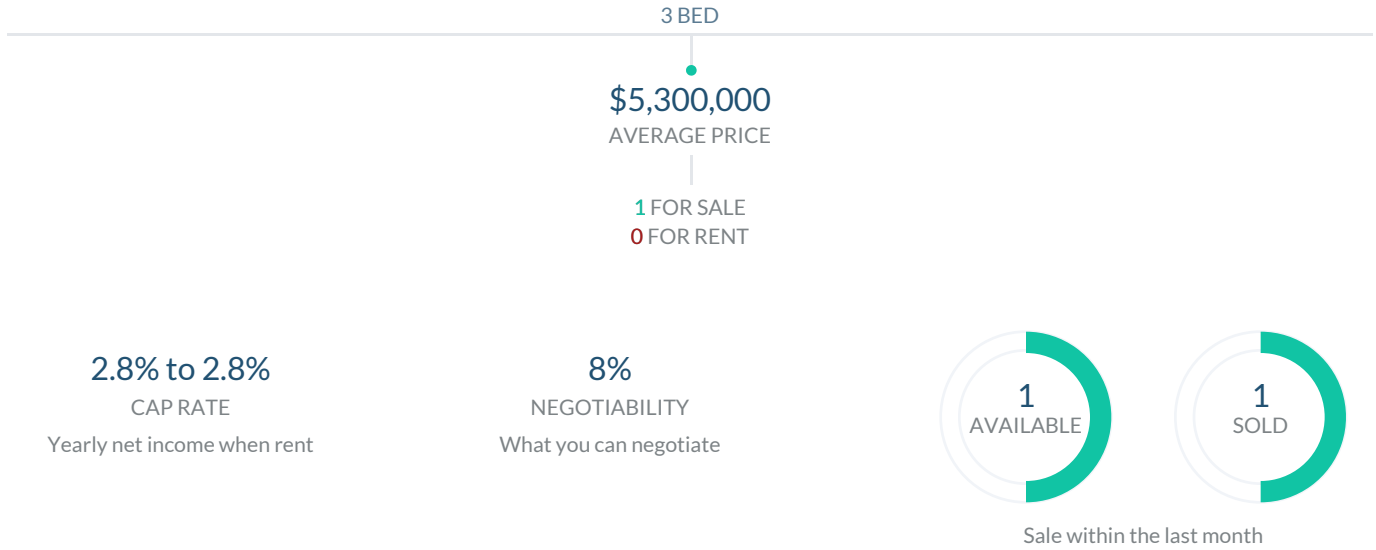 3 BED
$5,300,000
AVERAGE PRICE
1 FOR SALE
0 FOR RENT
2.8% to 2.8%
CAP RATE
Yearly net income when rent
8%
NEGOTIABILITY
What you can negotiate
1
AVAILABLE
1
SOLD
Sale within the last month